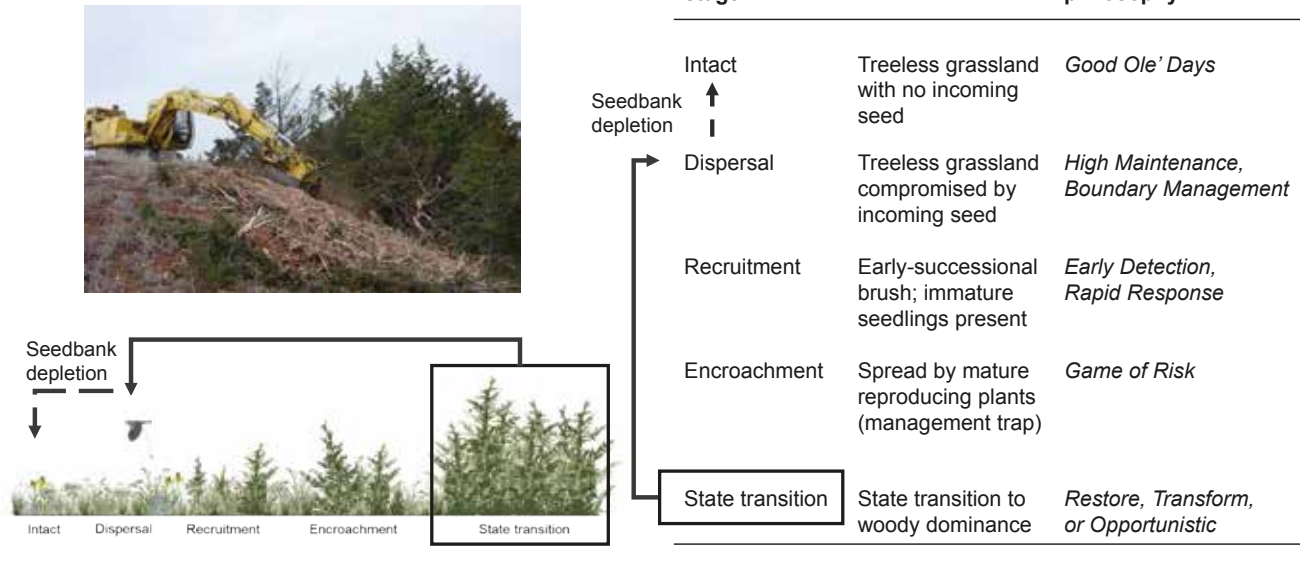 Seedbank
depletion
Intact
Dispersal
Recruitment
Encroachment
State transition
Seedbank
depletion
Intact
Treeless grassland
with no incoming
seed
Good Ole’ Days
Dispersal
Treeless grassland
compromised by
incoming seed
High Maintenance,
Boundary Management
Recruitment
Early-successional
brush; immature
seedlings present
Early Detection,
Rapid Response
Encroachment
Spread by mature
reproducing plants
(management trap)
Game of Risk
State transition
State transition to
woody dominance
Restore, Transform,
or Opportunistic